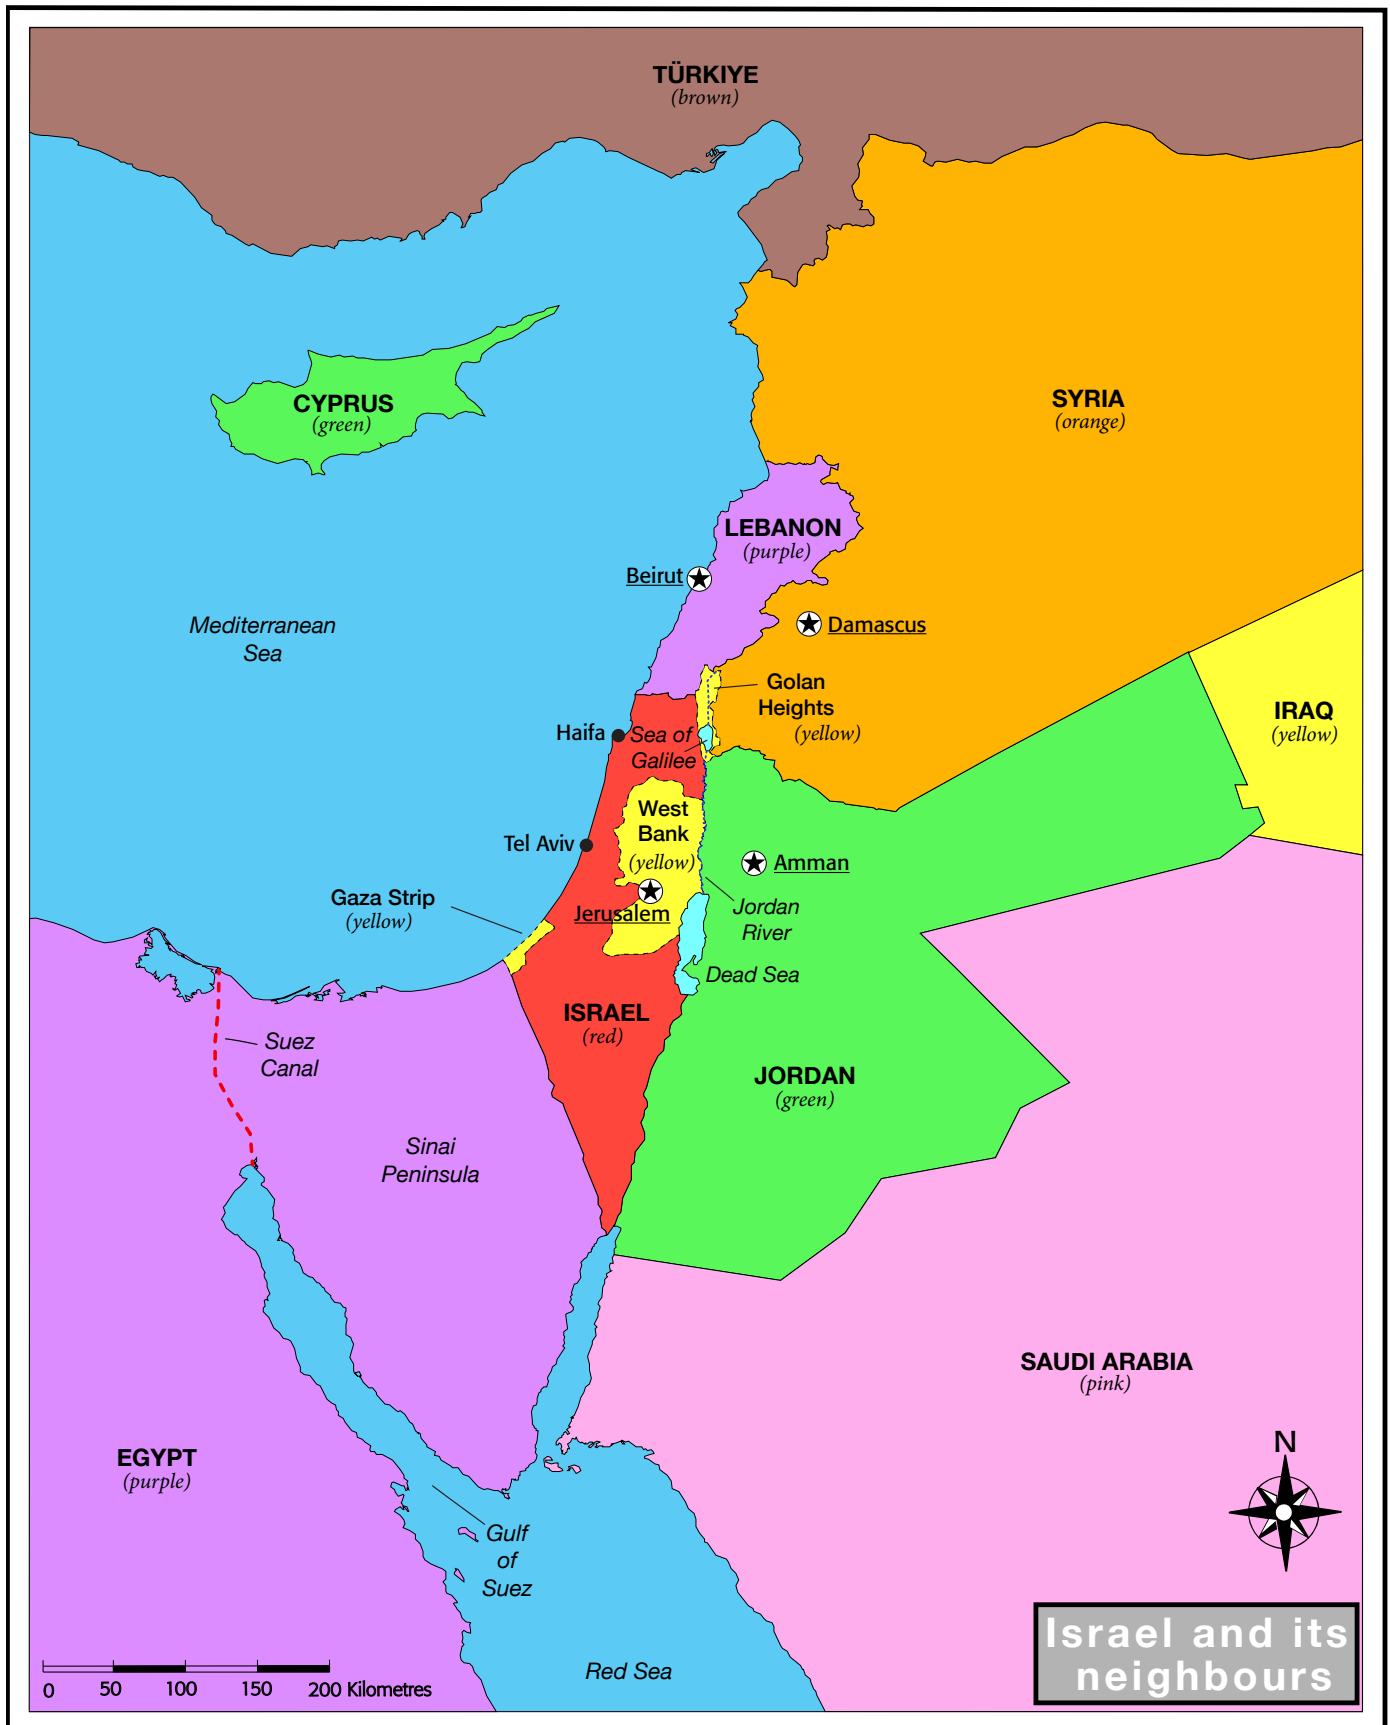 TÜRKIYE
(brown)
CYPRUS
(green)
SYRIA
(orange)
LEBANON
(purple)
Beirut
Damascus
Mediterranean
Sea
Golan
Heights
(yellow)
IRAQ
(yellow)
Haifa
Sea of
Galilee
West
Bank
(yellow)
Tel Aviv
Amman
Gaza Strip
(yellow)
Jerusalem
Jordan
River
Dead Sea
ISRAEL
(red)
Suez
Canal
JORDAN
(green)
Sinai
Peninsula
SAUDI ARABIA
(pink)
EGYPT
(purple)
N
Gulf
of
Suez
Red Sea
Israel and its
neighbours
0 50 100 150 200 Kilometres